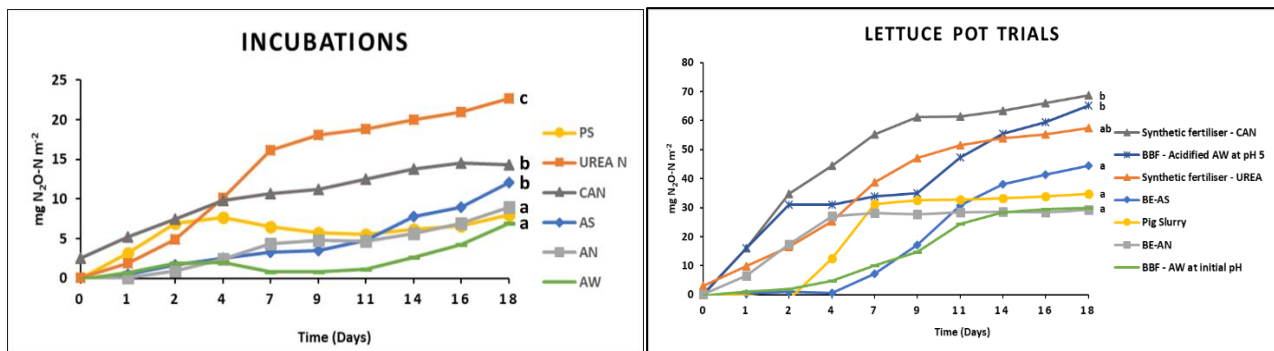 INCUBATIONS
mg N₂O-N m⁻²
25
20
15
10
5
0
0 1 2 4 7 9 11 14 16 18
Time (Days)
c
b
b
a
a
PS
UREA N
CAN
AS
AN
AW
LETTUCE POT TRIALS
mg N₂O-N m⁻²
80
70
60
50
40
30
20
10
0
0 1 2 4 7 9 11 14 16 18
Time (Days)
b
b
ab
a
a
a
Synthetic fertiliser - CAN
BBF - Acidified AW at pH 5
Synthetic fertiliser - UREA
BE-AS
Pig Slurry
BE-AN
BBF - AW at initial pH